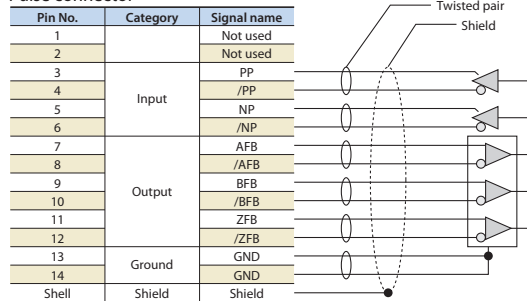 Pulse connector
Twisted pair
Shield
Pin No. Category Signal name
1 Not used
2 Not used
3 PP
4 /PP
Input
5 NP
6 /NP
7 AFB
8 /AFB
9 BFB
Output
10 /BFB
11 ZFB
12 /ZFB
13 GND
Ground
14 GND
Shell Shield Shield